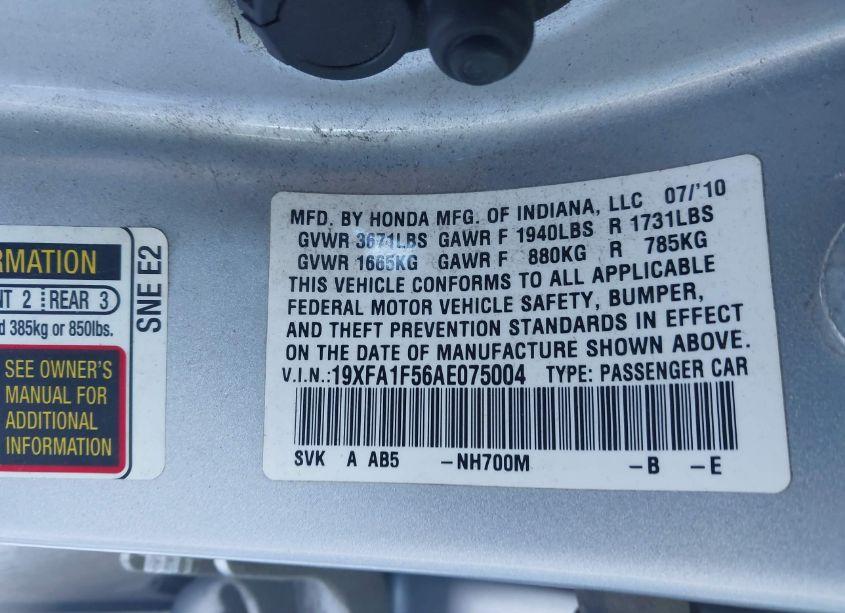 RMATION
NT 2 REAR 3
d 385kg or 850lbs.
SEE OWNER'S
MANUAL FOR
ADDITIONAL
INFORMATION
SNE E2
MFD. BY HONDA MFG. OF INDIANA, LLC 07/'10
GVWR 3671LBS GAWR F 1940LBS R 1731LBS
GVWR 1665KG GAWR F 880KG R 785KG
THIS VEHICLE CONFORMS TO ALL APPLICABLE
FEDERAL MOTOR VEHICLE SAFETY, BUMPER,
AND THEFT PREVENTION STANDARDS IN EFFECT
ON THE DATE OF MANUFACTURE SHOWN ABOVE.
V.I.N.:19XFA1F56AE075004 TYPE: PASSENGER CAR
SVK A AB5 -NH700M -B -E